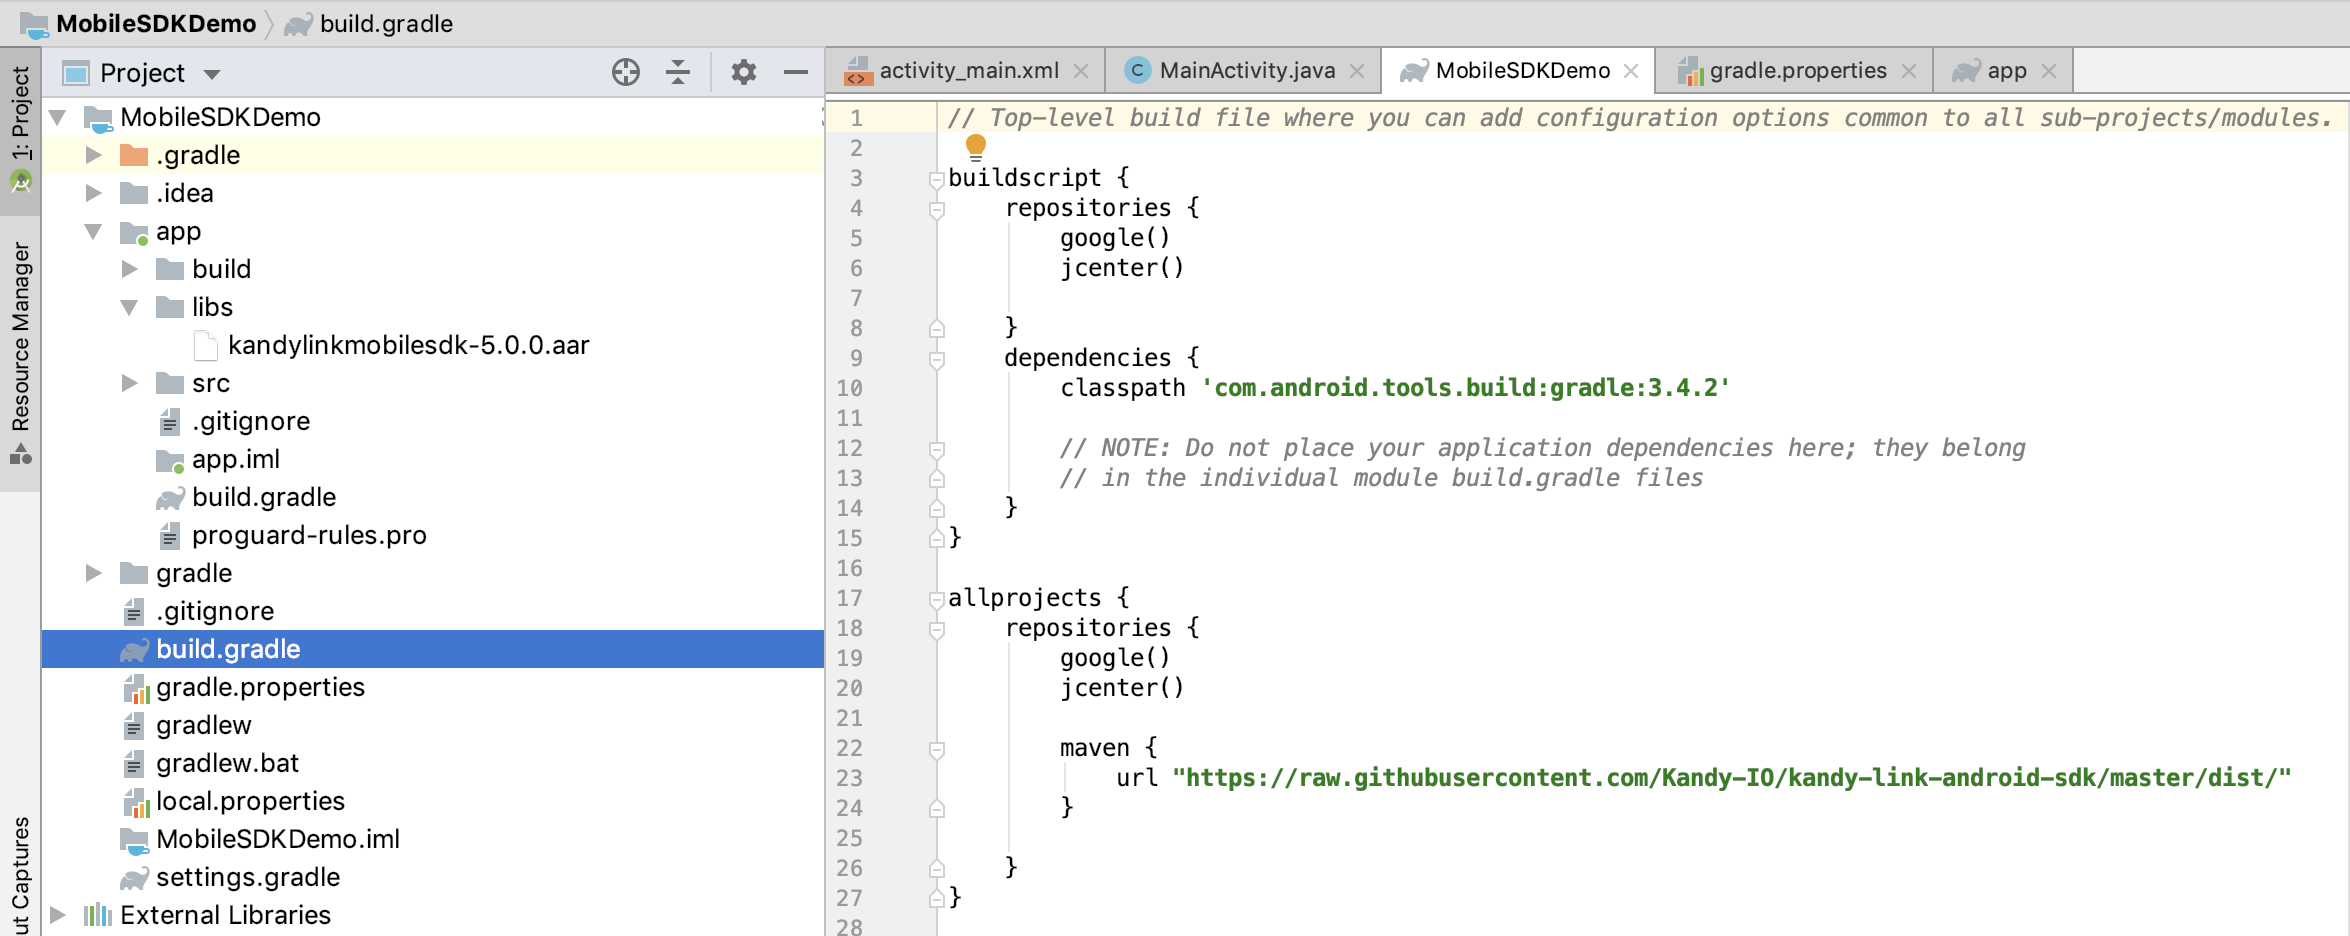 MobileSDKDemo build.gradle
1: Project
Resource Manager
ut Captures
Project
MobileSDKDemo
.gradle
.idea
app
build
libs
kandylinkmobilesdk-5.0.0.aar
src
.gitignore
app.iml
build.gradle
proguard-rules.pro
gradle
.gitignore
build.gradle
gradle.properties
gradlew
gradlew.bat
local.properties
MobileSDKDemo.iml
settings.gradle
External Libraries
activity_main.xml MainActivity.java MobileSDKDemo gradle.properties app
1 // Top-level build file where you can add configuration options common to all sub-projects/modules.
2
3 buildscript {
4 repositories {
5 google()
6 jcenter()
7
8 }
9 dependencies {
10 classpath 'com.android.tools.build:gradle:3.4.2'
11
12 // NOTE: Do not place your application dependencies here; they belong
13 // in the individual module build.gradle files
14 }
15 }
16
17 allprojects {
18 repositories {
19 google()
20 jcenter()
21
22 maven {
23 url "https://raw.githubusercontent.com/Kandy-IO/kandy-link-android-sdk/master/dist/"
24 }
25
26 }
27 }
28